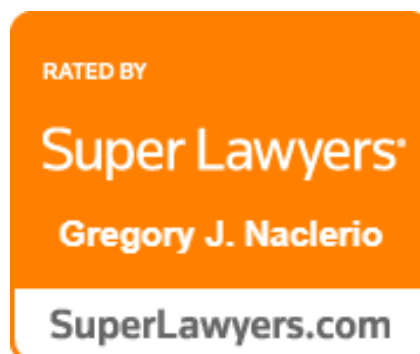 RATED BY
Super Lawyers®
Gregory J. Naclerio
SuperLawyers.com